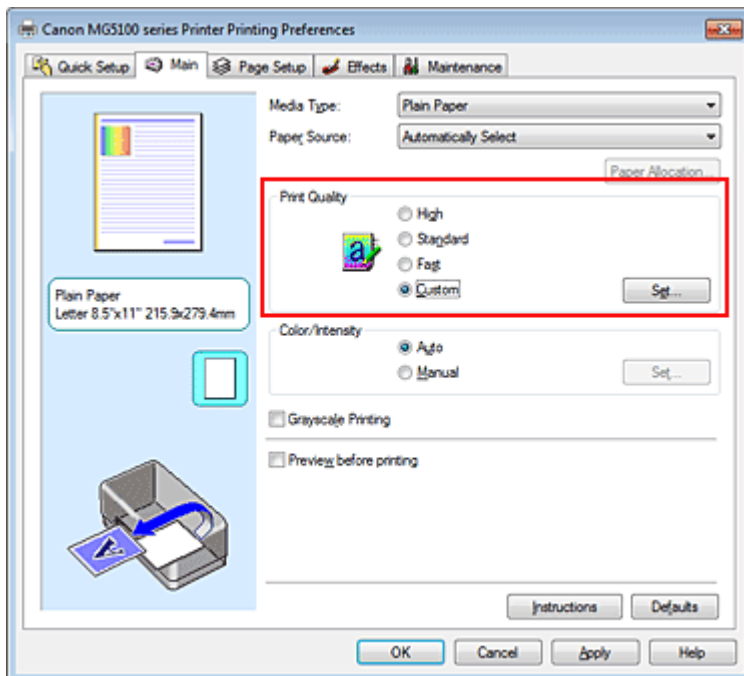 Canon MG5100 series Printer Printing Preferences
Quick Setup Main Page Setup Effects Maintenance
Media Type: Plain Paper
Paper Source: Automatically Select
Paper Allocation...
Print Quality
High
a Standard
Fast
Custom Set...
Plain Paper
Letter 8.5"x11" 215.9x279.4mm
Color/Intensity
Auto
Manual Set...
Grayscale Printing
Preview before printing
A
Instructions Defaults
OK Cancel Apply Help